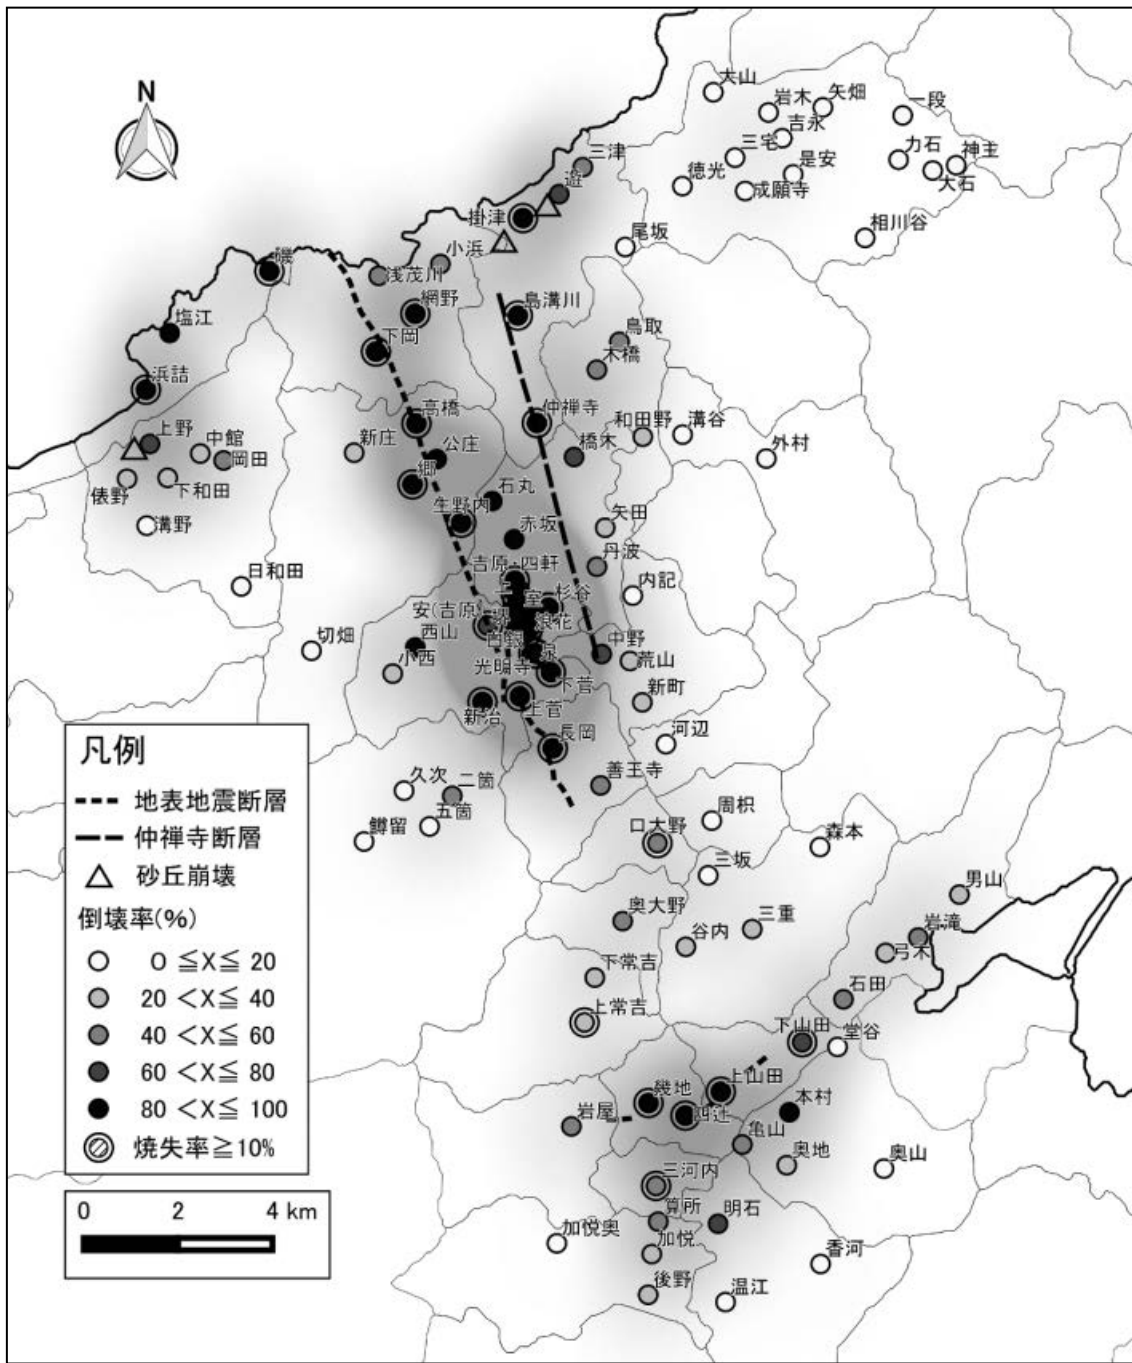 N
大山
岩木
矢畑
一段
吉永
三宅
力石
神主
三津
是安
徳光
大石
遊
成願寺
掛津
相川谷
小浜
尾坂
磯
浅茂川
網野
島溝川
塩江
鳥取
下岡
木橋
浜詰
高橋
仲禅寺
和田野
溝谷
上野
中館
新庄
公庄
橋木
外村
岡田
郷
俵野
下和田
石丸
生野内
溝野
矢田
赤坂
丹波
吉原・四軒
日和田
内記
室
杉谷
安(吉原)
浪花
切畑
西山
中野
泉
小西
光明寺
荒山
下菅
新治
上菅
新町
長岡
河辺
久次
二箇
善王寺
周枳
五箇
鱒留
口大野
森本
三坂
男山
奥大野
三重
岩滝
谷内
弓木
下常吉
石田
上常吉
下山田
堂谷
上山田
幾地
四辻
本村
岩屋
亀山
奥地
奥山
三河内
算所
明石
加悦奥
加悦
香河
後野
温江
凡例
地表地震断層
仲禅寺断層
砂丘崩壊
倒壊率(%)
0 ≦X≦ 20
20 <X≦ 40
40 <X≦ 60
60 <X≦ 80
80 <X≦ 100
焼失率≧10%
0 2 4 km